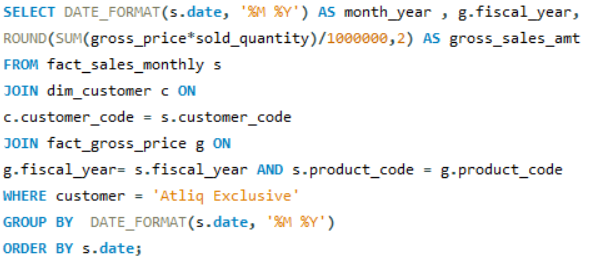 SELECT DATE_FORMAT(s.date, '%M %Y') AS month_year , g.fiscal_year,
ROUND(SUM(gross_price*sold_quantity)/1000000,2) AS gross_sales_amt
FROM fact_sales_monthly s
JOIN dim_customer c ON
c.customer_code = s.customer_code
JOIN fact_gross_price g ON
g.fiscal_year= s.fiscal_year AND s.product_code = g.product_code
WHERE customer = 'Atliq Exclusive'
GROUP BY  DATE_FORMAT(s.date, '%M %Y')
ORDER BY s.date;